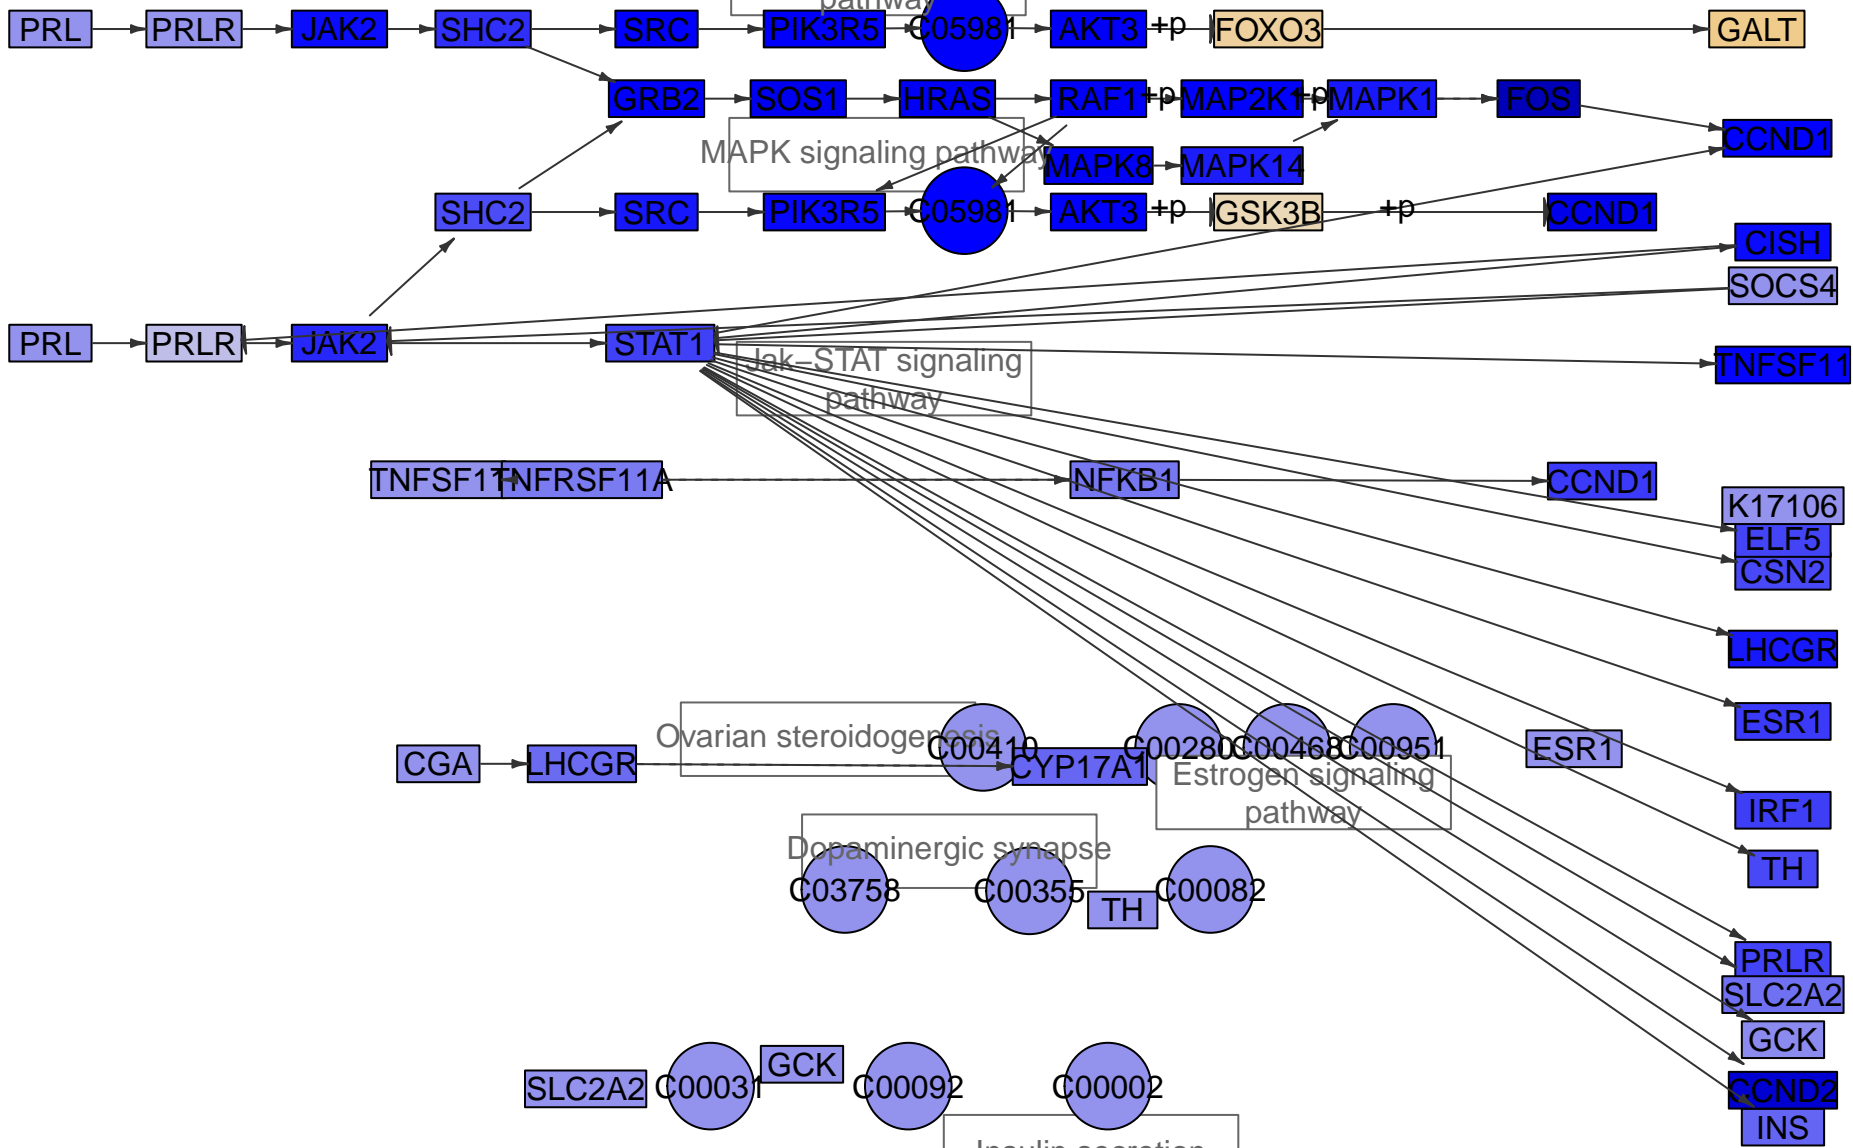 pathway
PRL
PRLR
JAK2
SHC2
SRC
PIK3R5
C05981
AKT3
+p
FOXO3
GALT
GRB2
SOS1
HRAS
RAF1
+p
MAP2K1
+p
MAPK1
FOS
CCND1
MAPK signaling pathway
MAPK8
MAPK14
SHC2
SRC
PIK3R5
C05981
AKT3
+p
GSK3B
+p
CCND1
CISH
SOCS4
PRL
PRLR
JAK2
STAT1
Jak–STAT signaling
pathway
TNFSF11
TNFSF11
TNFRSF11A
NFKB1
CCND1
K17106
ELF5
CSN2
LHCGR
ESR1
Ovarian steroidogenesis
C00410
C00280
C00468
C00951
ESR1
CGA
LHCGR
CYP17A1
Estrogen signaling
pathway
IRF1
Dopaminergic synapse
TH
C03758
C00355
TH
C00082
PRLR
SLC2A2
GCK
SLC2A2
C00031
GCK
C00092
C00002
CCND2
INS
Insulin secretion